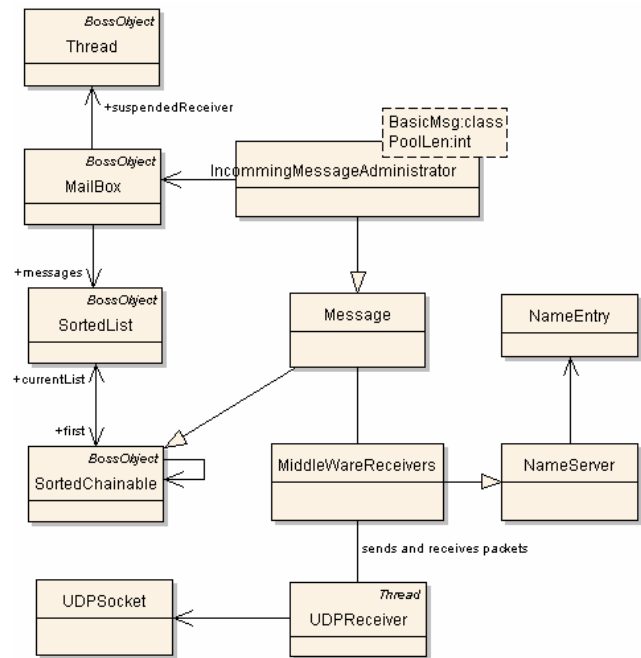 BossObject
Thread
+suspendedReceiver
BasicMsg:class
PoolLen:int
BossObject
MailBox
IncommingMessageAdministrator
+messages
BossObject
SortedList
Message
NameEntry
+currentList
+first
BossObject
SortedChainable
MiddleWareReceivers
NameServer
sends and receives packets
UDPSocket
Thread
UDPReceiver